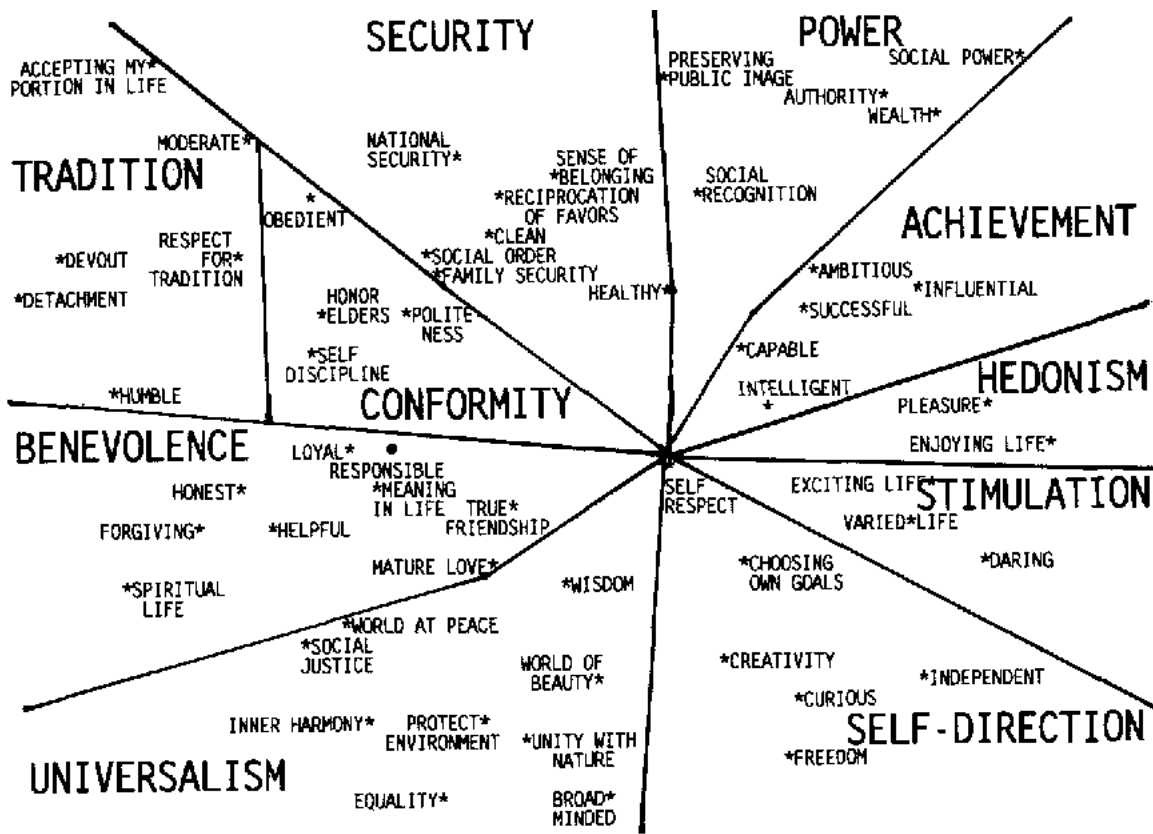 SECURITY
POWER
PRESERVING
*PUBLIC IMAGE
SOCIAL POWER*
ACCEPTING MY*
PORTION IN LIFE
AUTHORITY*
WEALTH*
MODERATE*
NATIONAL
SECURITY*
SENSE OF
*BELONGING
SOCIAL
*RECOGNITION
TRADITION
*
OBEDIENT
*RECIPROCATION
OF FAVORS
ACHIEVEMENT
*CLEAN
RESPECT
FOR*
TRADITION
*DEVOUT
*DETACHMENT
*SOCIAL ORDER
*FAMILY SECURITY
HEALTHY*
*AMBITIOUS
*INFLUENTIAL
*SUCCESSFUL
HONOR
*ELDERS
*POLITE-
NESS
*SELF
DISCIPLINE
*CAPABLE
INTELLIGENT
*
HEDONISM
PLEASURE*
ENJOYING LIFE*
*HUMBLE
CONFORMITY
BENEVOLENCE
LOYAL*
RESPONSIBLE
*MEANING
IN LIFE
HONEST*
TRUE*
FRIENDSHIP
SELF
RESPECT
EXCITING LIFE*
STIMULATION
VARIED*LIFE
*DARING
FORGIVING*
*HELPFUL
MATURE LOVE*
*WISDOM
*CHOOSING
OWN GOALS
*SPIRITUAL
LIFE
*WORLD AT PEACE
*SOCIAL
JUSTICE
WORLD OF
BEAUTY*
*CREATIVITY
*INDEPENDENT
*CURIOUS
INNER HARMONY*
PROTECT*
ENVIRONMENT
*UNITY WITH
NATURE
SELF-DIRECTION
*FREEDOM
UNIVERSALISM
EQUALITY*
BROAD*
MINDED